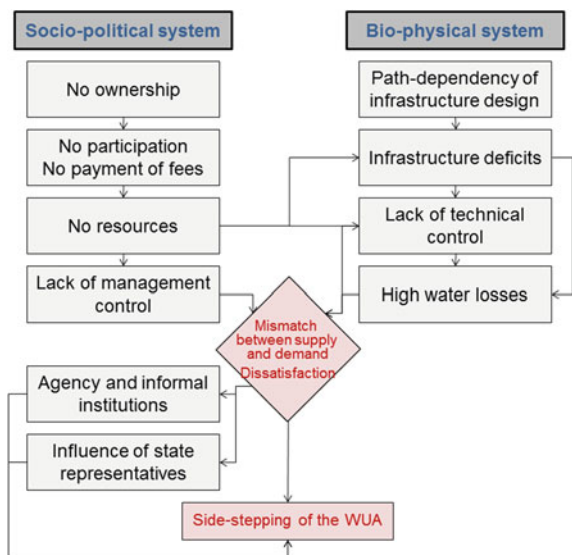 Socio-political system
Bio-physical system
No ownership
Path-dependency of
infrastructure design
No participation
No payment of fees
Infrastructure deficits
No resources
Lack of technical
control
Lack of management
control
High water losses
Mismatch
between supply
and demand
Dissatisfaction
Agency and informal
institutions
Influence of state
representatives
Side-stepping of the WUA